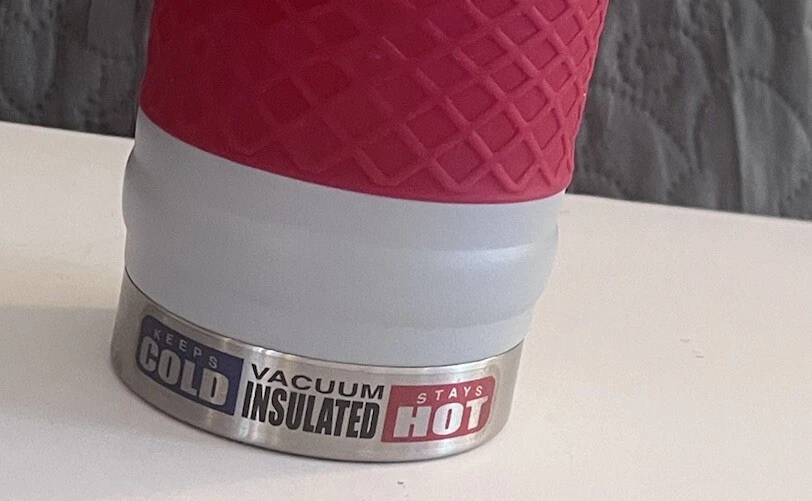 KEEPS
COLD
VACUUM
INSULATED
STAYS
HOT